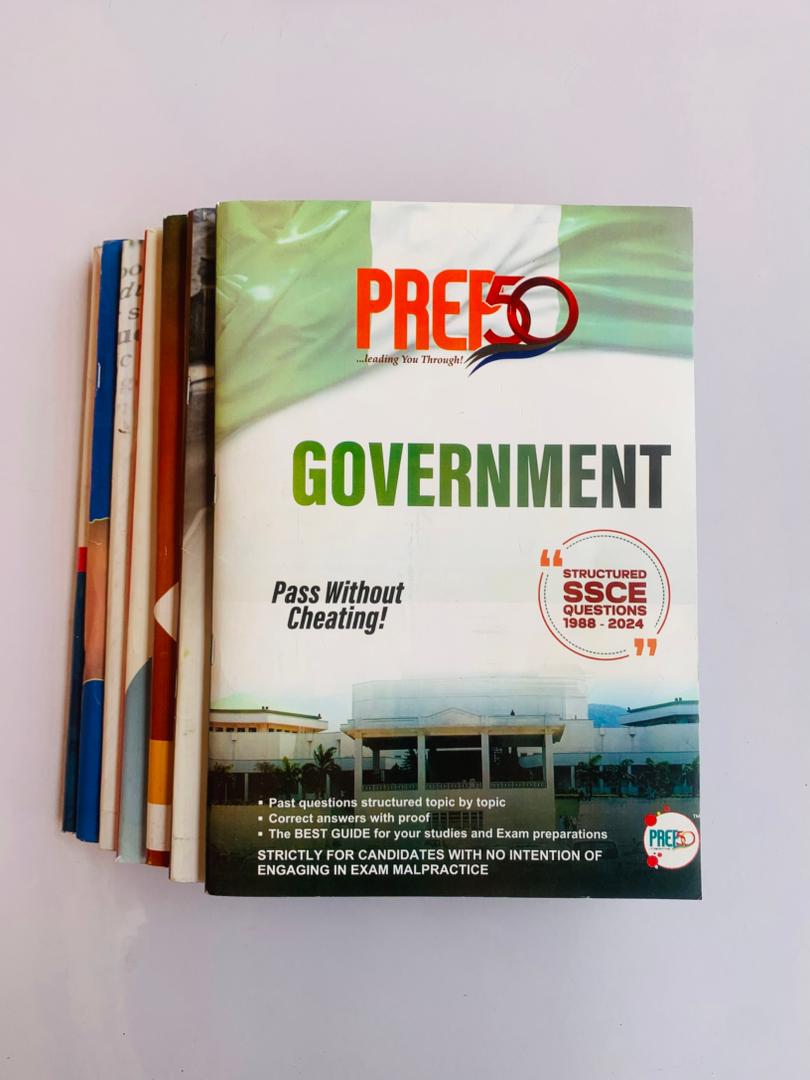 PREP50
...leading You Through!
GOVERNMENT
Pass Without
Cheating!
“
STRUCTURED
SSCE
QUESTIONS
1988 - 2024
”
▪ Past questions structured topic by topic
▪ Correct answers with proof
▪ The BEST GUIDE for your studies and Exam preparations
STRICTLY FOR CANDIDATES WITH NO INTENTION OF
ENGAGING IN EXAM MALPRACTICE
PREP50
TM